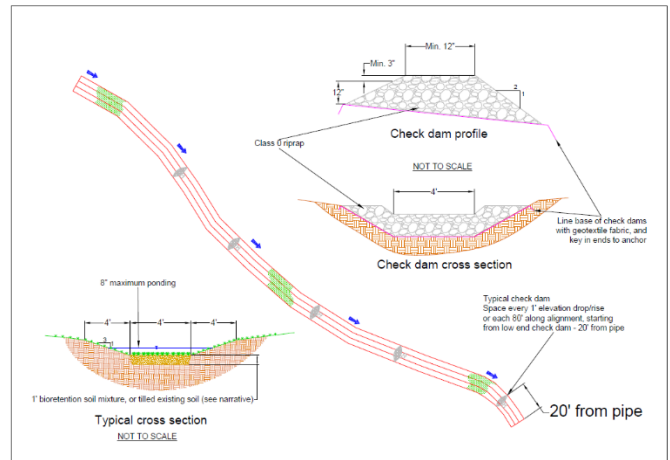 Min. 12"
Min. 3"
12"
2
1
Check dam profile
Class 0 riprap
NOT TO SCALE
4'
Line base of check dams
with geotextile fabric, and
key in ends to anchor
Check dam cross section
8" maximum ponding
4'
4'
4'
1
Typical check dam
Space every 1' elevation drop/rise
or each 80' along alignment, starting
from low end check dam - 20' from pipe
1' bioretention soil mixture, or tilled existing soil (see narrative)
20' from pipe
Typical cross section
NOT TO SCALE